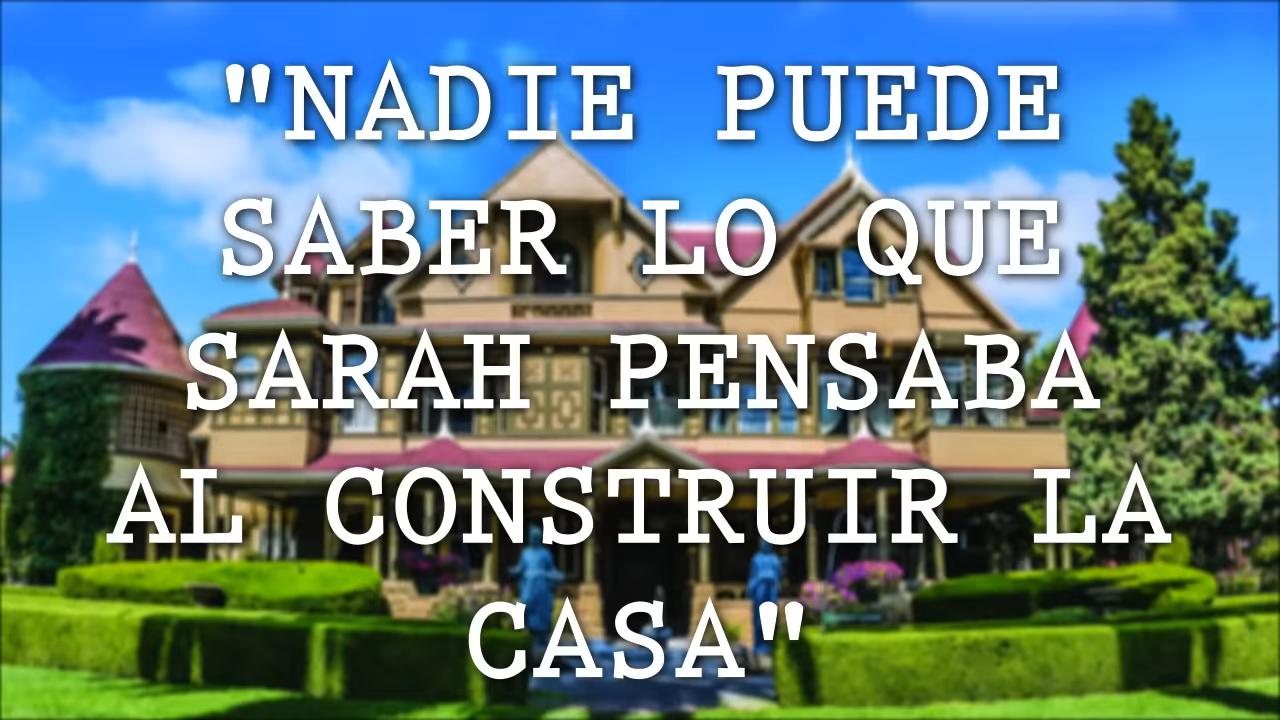 "NADIE PUEDE
SABER LO QUE
SARAH PENSABA
AL CONSTRUIR LA
CASA"